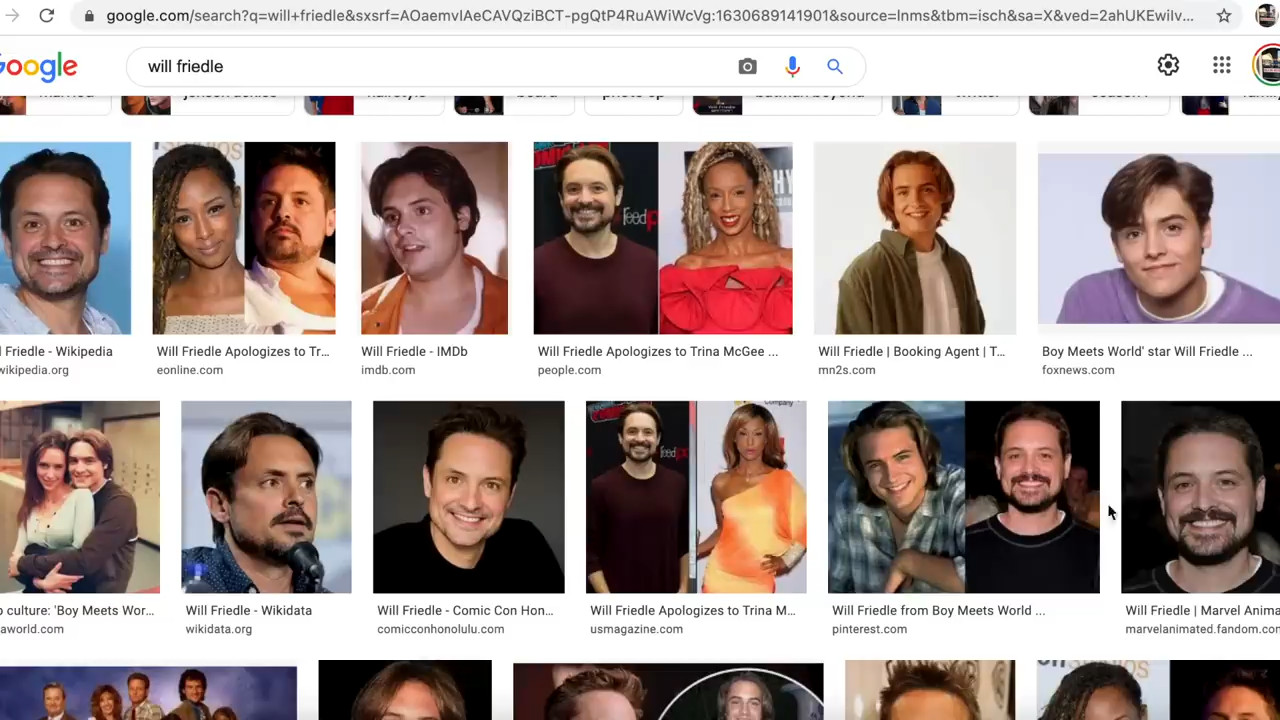 google.com/search?q=will+friedle&sxsrf=AOaenvIAeCAVQziBCT-pgQtP4RuAWiWcVg:1630689141901&source=lnms&tbm=isch&sa=X&ved=2ahUKEwiIv...
oogle
will friedle
l Friedle - Wikipedia
Will Friedle Apologizes to Tr...
Will Friedle - IMDb
Will Friedle Apologizes to Trina McGee ...
Will Friedle | Booking Agent | T...
Boy Meets World' star Will Friedle ...
wikipedia.org
eonline.com
imdb.com
people.com
mn2s.com
foxnews.com
p culture: 'Boy Meets Wor...
Will Friedle - Wikidata
Will Friedle - Comic Con Hon...
Will Friedle Apologizes to Trina M...
Will Friedle from Boy Meets World ...
Will Friedle | Marvel Anima
aworld.com
wikidata.org
comicconhonolulu.com
usmagazine.com
pinterest.com
marvelanimated.fandom.con